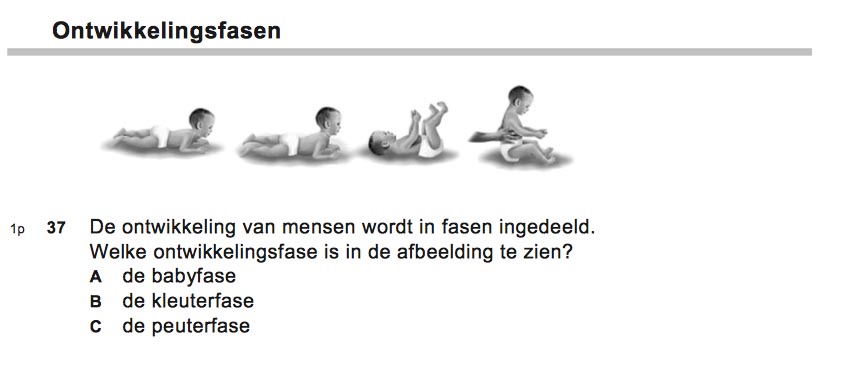 Ontwikkelingsfasen
1p 37 De ontwikkeling van mensen wordt in fasen ingedeeld.
Welke ontwikkelingsfase is in de afbeelding te zien?
A de babyfase
B de kleuterfase
C de peuterfase